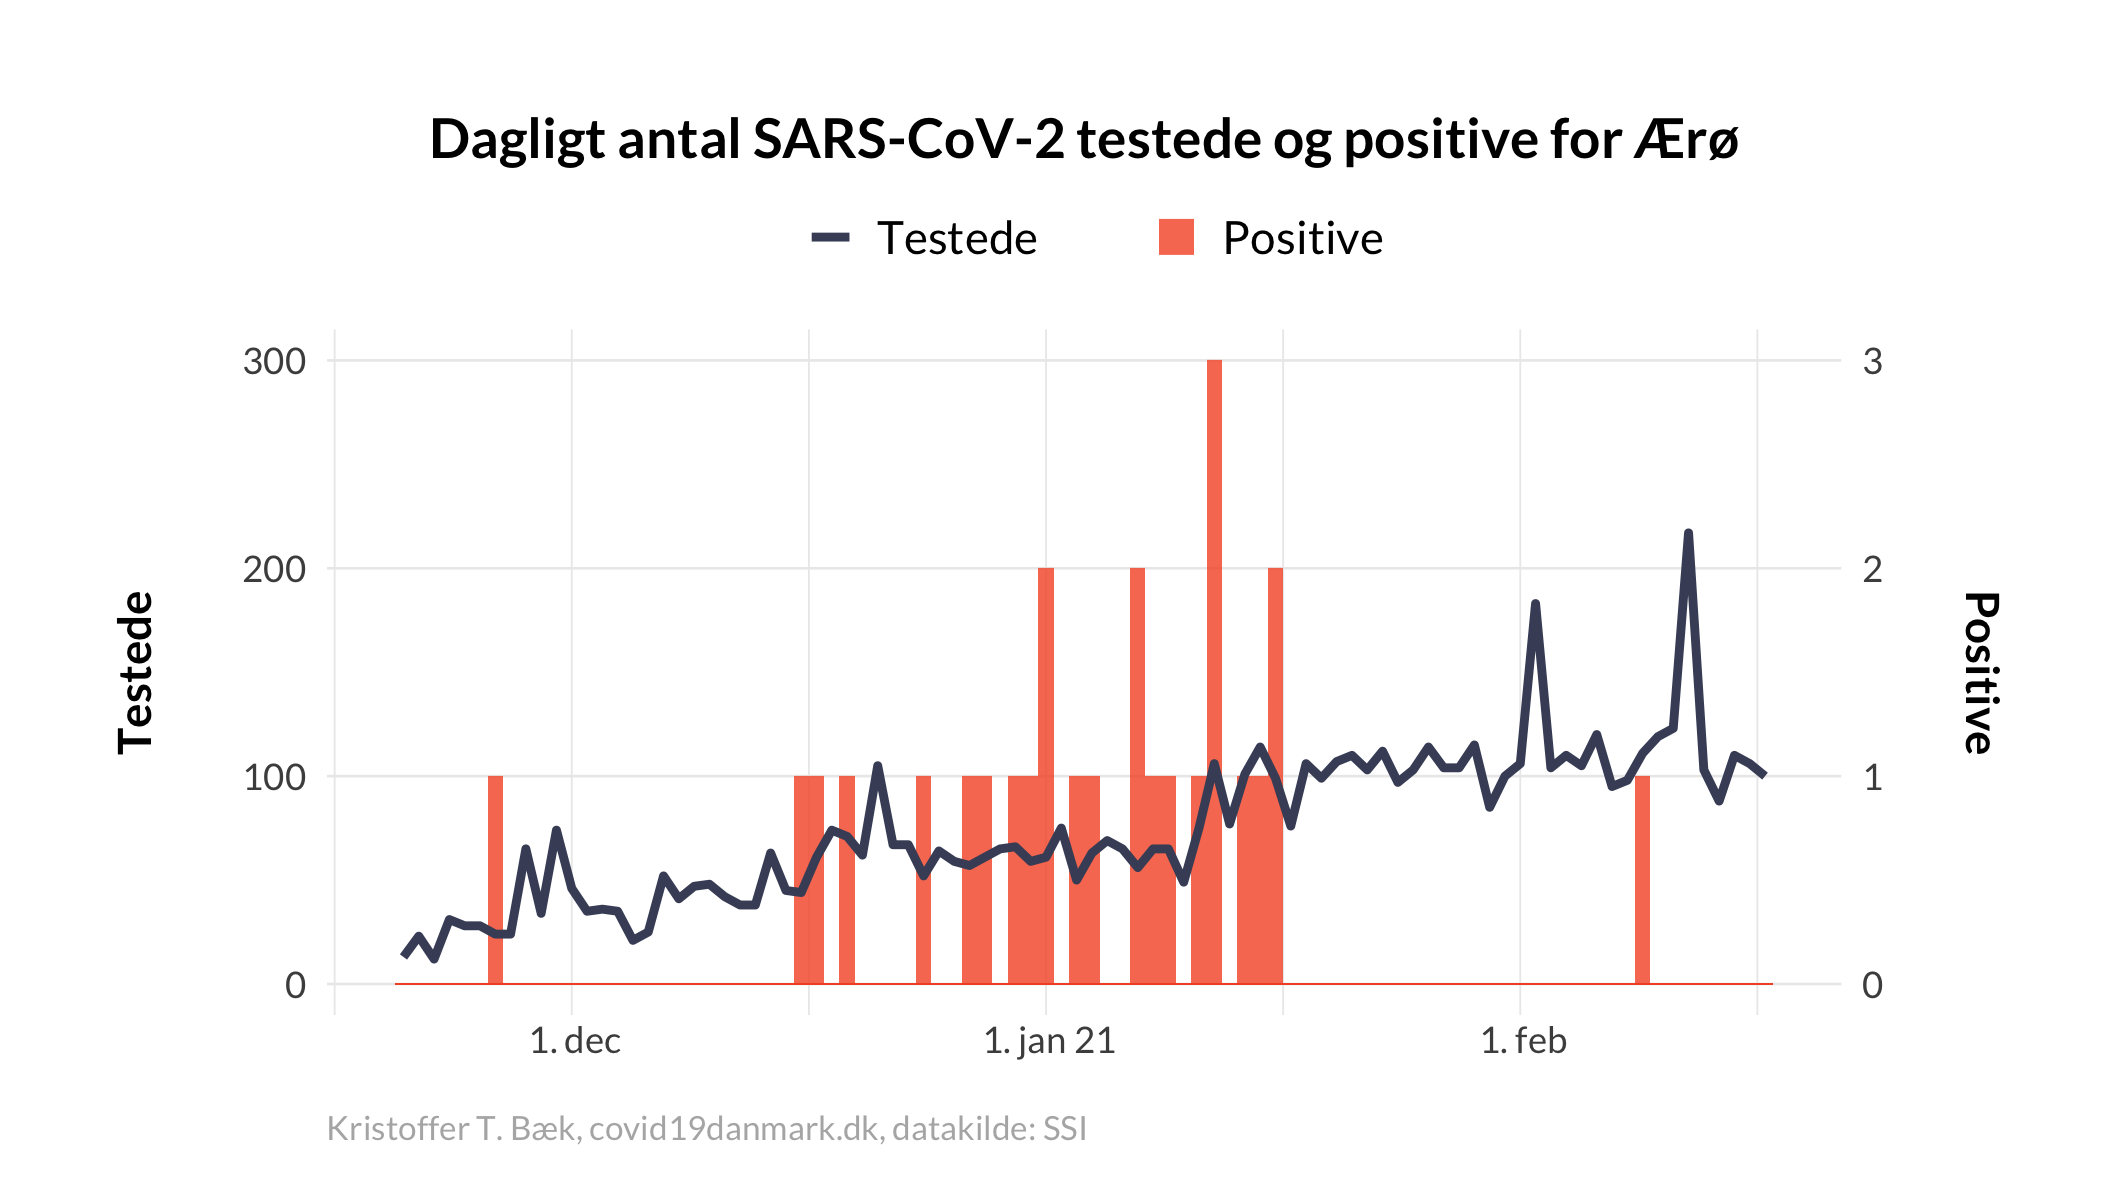 Dagligt antal SARS-CoV-2 testede og positive for Ærø
Testede
Positive
300
200
100
0
3
2
1
0
Testede
Positive
1. dec
1. jan 21
1. feb
Kristoffer T. Bæk, covid19danmark.dk, datakilde: SSI